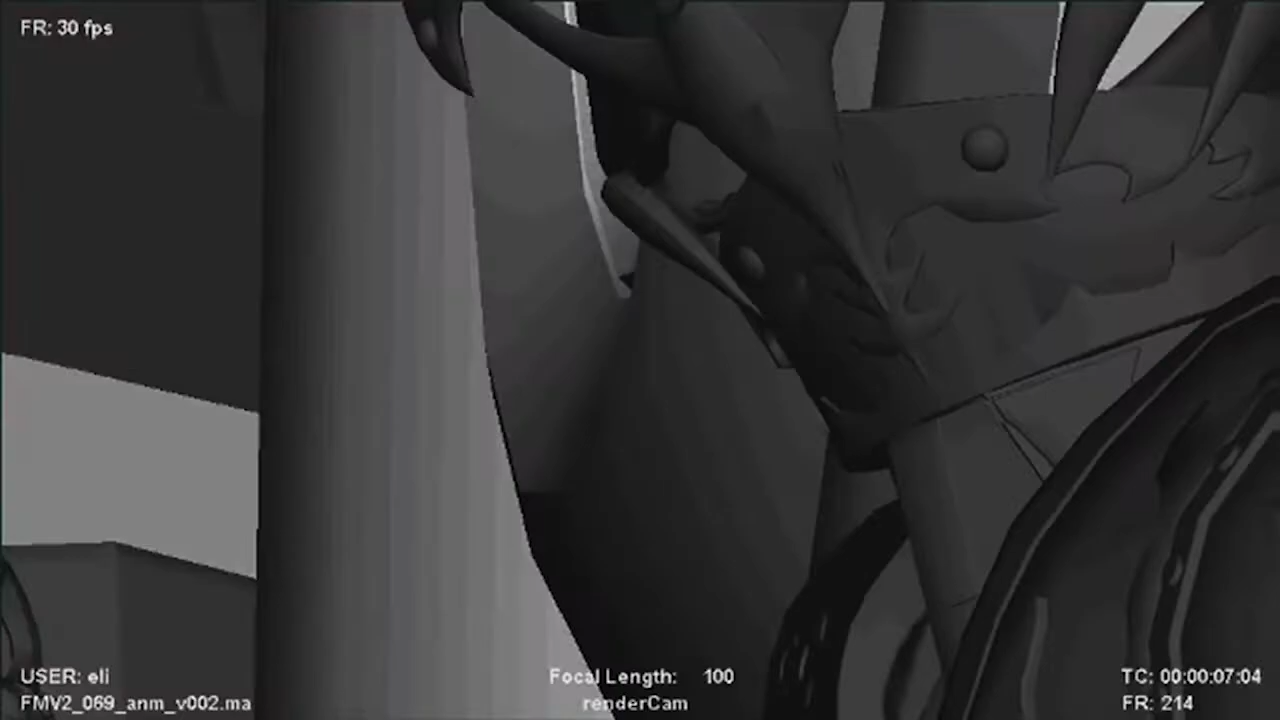 FR: 30 fps
USER: eli
FMV2_069_anm_v002.ma
Focal Length: 100
renderCam
TC: 00:00:07:04
FR: 214